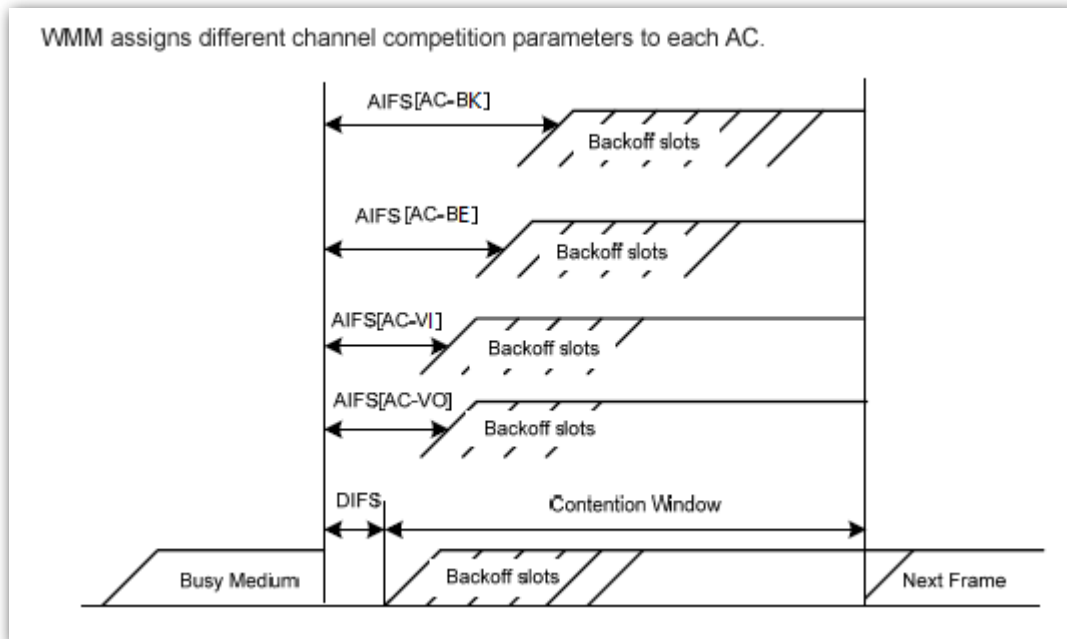 WMM assigns different channel competition parameters to each AC.
AIFS[AC-BK]
Backoff slots
AIFS[AC-BE]
Backoff slots
AIFS[AC-VI]
Backoff slots
AIFS[AC-VO]
Backoff slots
DIFS
Contention Window
Busy Medium
Backoff slots
Next Frame